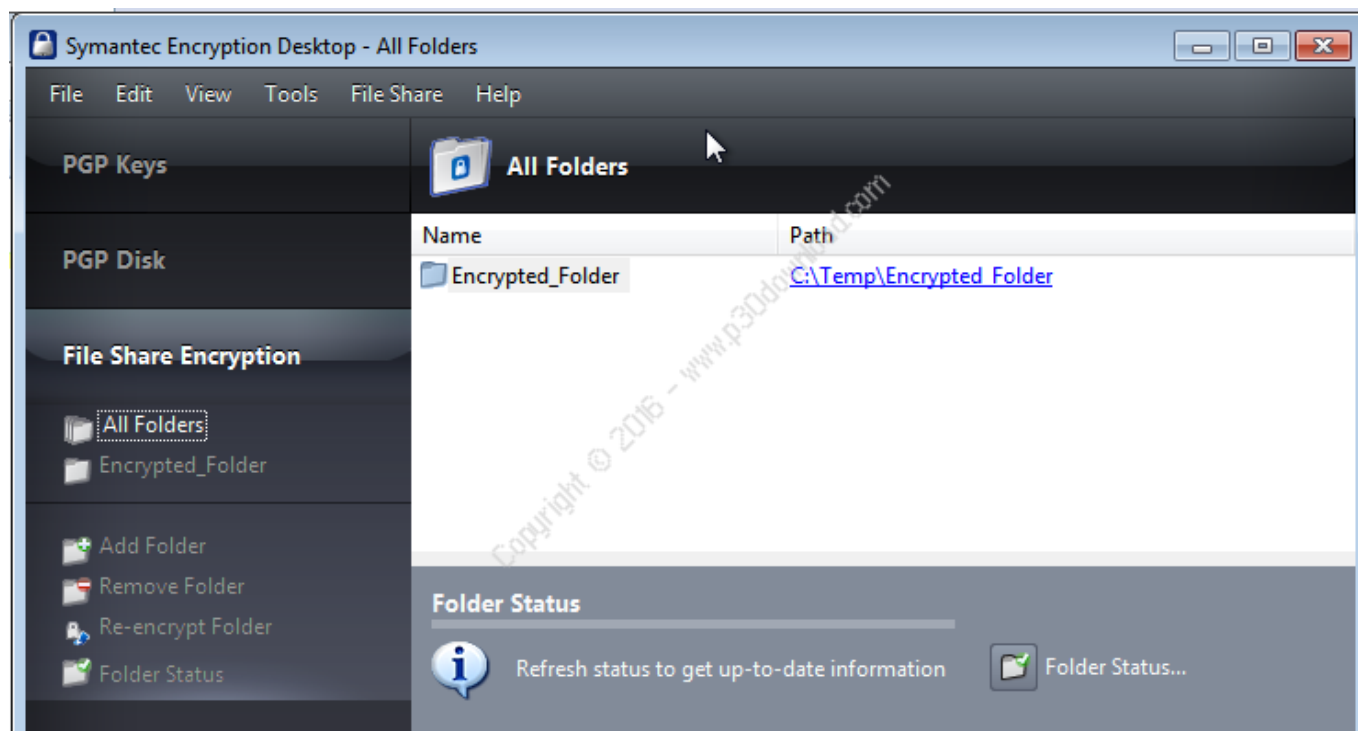 Symantec Encryption Desktop - All Folders
File Edit View Tools File Share Help
PGP Keys
PGP Disk
File Share Encryption
All Folders
Encrypted_Folder
Add Folder
Remove Folder
Re-encrypt Folder
Folder Status
All Folders
Name Path
Encrypted_Folder C:\Temp\Encrypted_Folder
Folder Status
Refresh status to get up-to-date information
Folder Status...
Copyright © 2016 - www.p30download.com